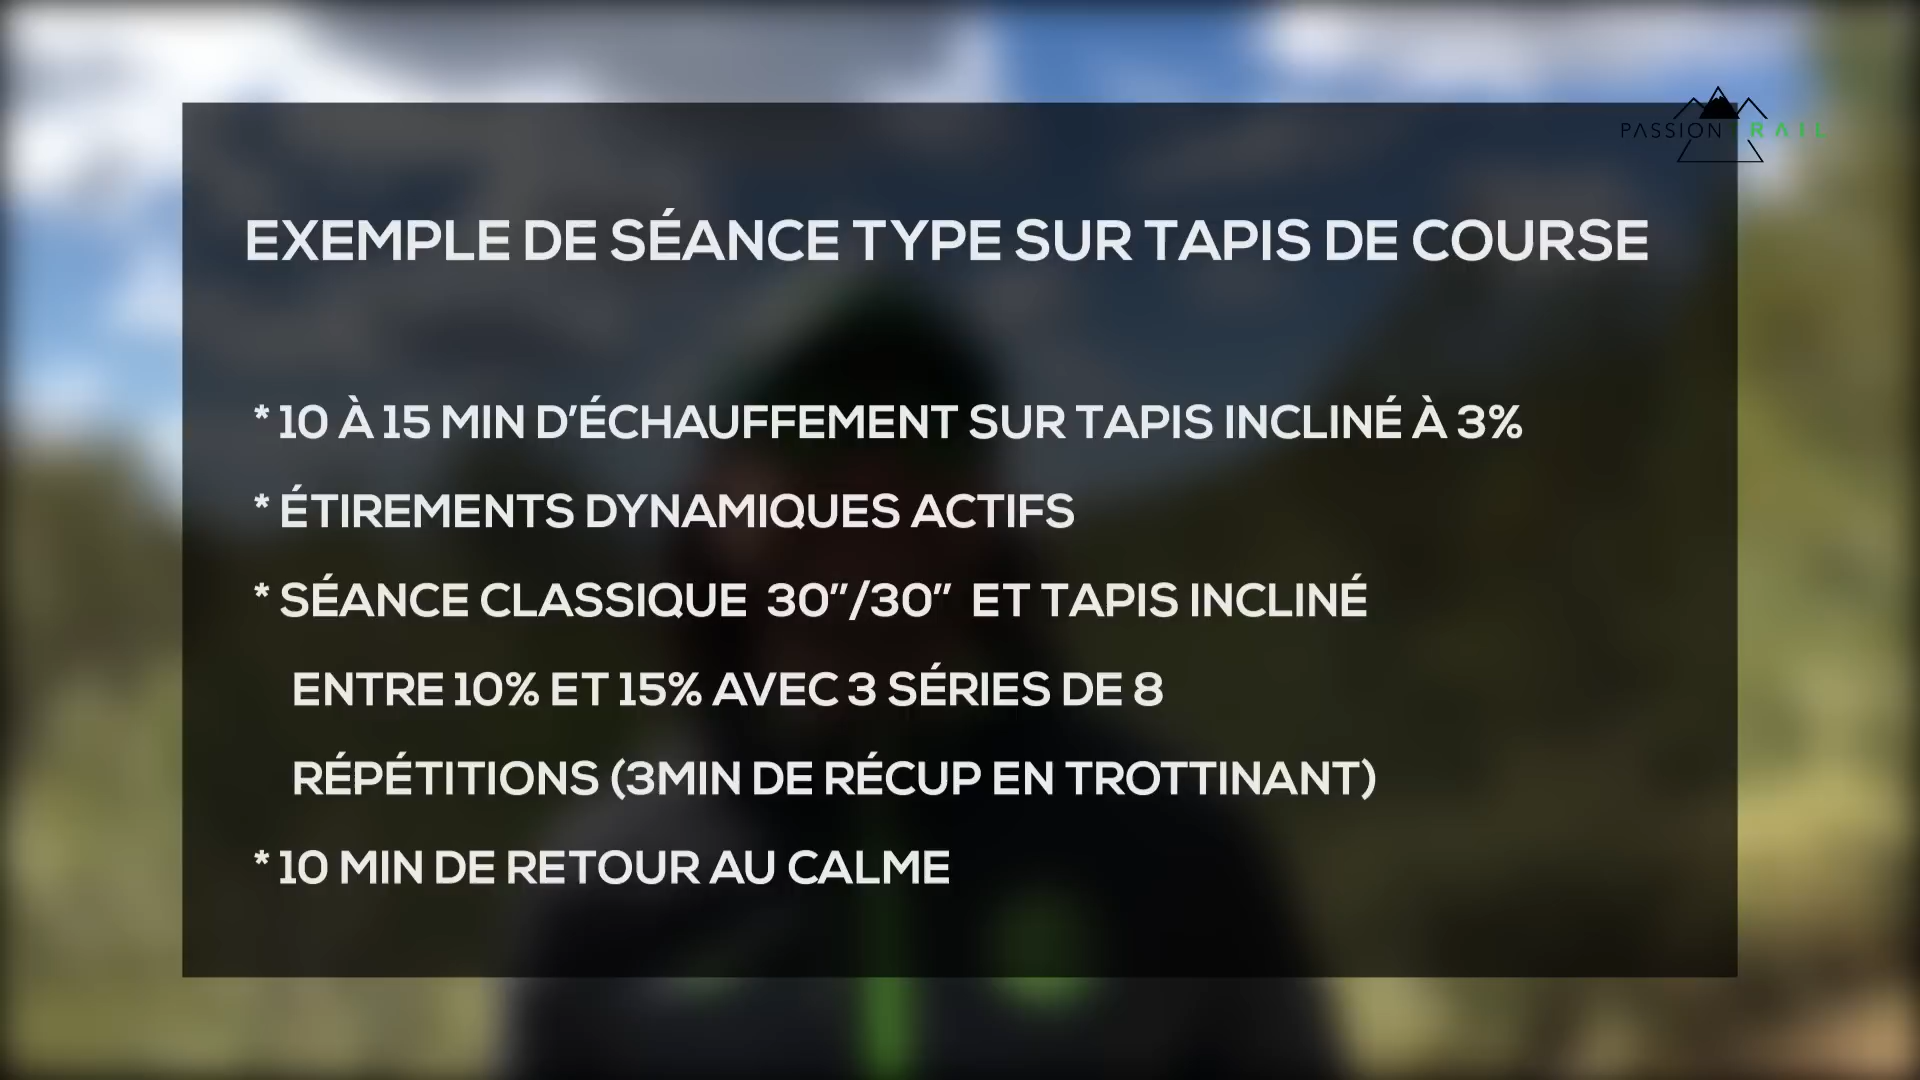 PASSION TRAIL
EXEMPLE DE SÉANCE TYPE SUR TAPIS DE COURSE
* 10 À 15 MIN D'ÉCHAUFFEMENT SUR TAPIS INCLINÉ À 3%
* ÉTIREMENTS DYNAMIQUES ACTIFS
* SÉANCE CLASSIQUE 30"/30" ET TAPIS INCLINÉ
ENTRE 10% ET 15% AVEC 3 SÉRIES DE 8
RÉPÉTITIONS (3MIN DE RÉCUP EN TROTTINANT)
* 10 MIN DE RETOUR AU CALME